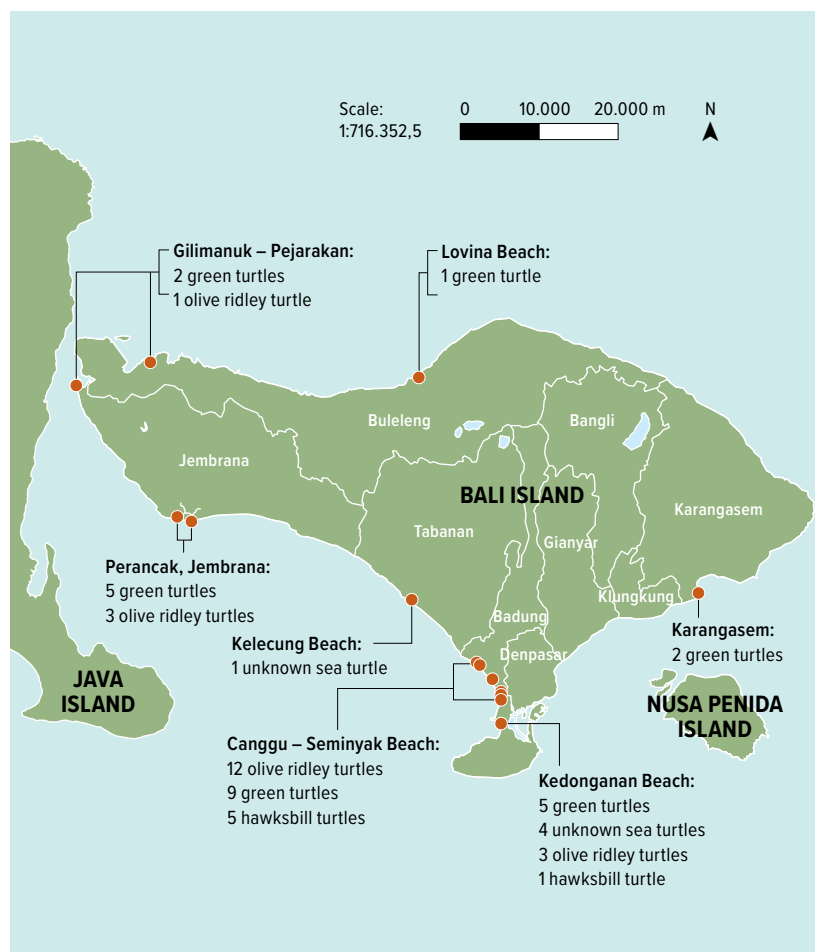 Scale:
1:716.352,5
0 10.000 20.000 m
N
Gilimanuk – Pejarakan:
2 green turtles
1 olive ridley turtle
Lovina Beach:
1 green turtle
Buleleng
Bangli
Jembrana
BALI ISLAND
Karangasem
Tabanan
Gianyar
Perancak, Jembrana:
5 green turtles
3 olive ridley turtles
Klungkung
Badung
Kelecung Beach:
1 unknown sea turtle
Denpasar
Karangasem:
2 green turtles
JAVA
ISLAND
NUSA PENIDA
ISLAND
Canggu – Seminyak Beach:
12 olive ridley turtles
9 green turtles
5 hawksbill turtles
Kedonganan Beach:
5 green turtles
4 unknown sea turtles
3 olive ridley turtles
1 hawksbill turtle